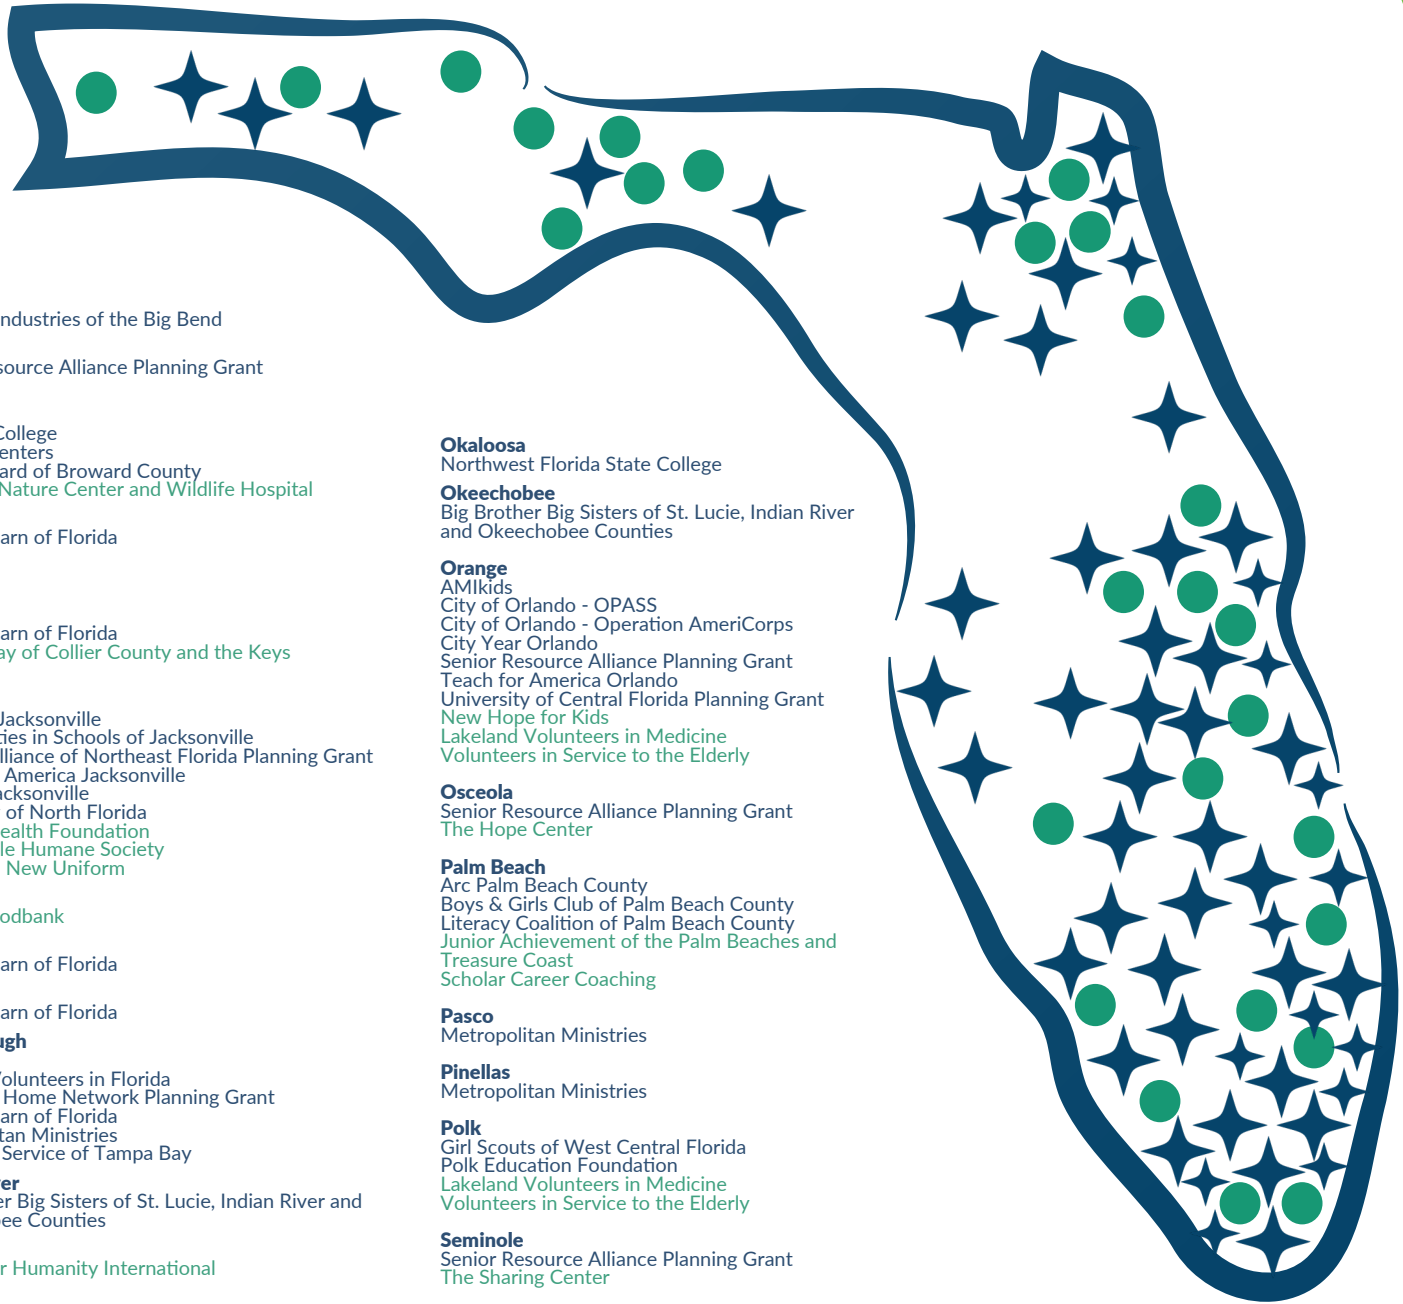 ndustries of the Big Bend
source Alliance Planning Grant
College
enters
ard of Broward County
Nature Center and Wildlife Hospital
arn of Florida
arn of Florida
ay of Collier County and the Keys
Jacksonville
ties in Schools of Jacksonville
lliance of Northeast Florida Planning Grant
America Jacksonville
acksonville
of North Florida
ealth Foundation
le Humane Society
New Uniform
odbank
arn of Florida
arn of Florida
ugh
Volunteers in Florida
Home Network Planning Grant
arn of Florida
tan Ministries
Service of Tampa Bay
er
er Big Sisters of St. Lucie, Indian River and
ee Counties
r Humanity International
Okaloosa
Northwest Florida State College
Okeechobee
Big Brother Big Sisters of St. Lucie, Indian River
and Okeechobee Counties
Orange
AMIkids
City of Orlando - OPASS
City of Orlando - Operation AmeriCorps
City Year Orlando
Senior Resource Alliance Planning Grant
Teach for America Orlando
University of Central Florida Planning Grant
New Hope for Kids
Lakeland Volunteers in Medicine
Volunteers in Service to the Elderly
Osceola
Senior Resource Alliance Planning Grant
The Hope Center
Palm Beach
Arc Palm Beach County
Boys & Girls Club of Palm Beach County
Literacy Coalition of Palm Beach County
Junior Achievement of the Palm Beaches and
Treasure Coast
Scholar Career Coaching
Pasco
Metropolitan Ministries
Pinellas
Metropolitan Ministries
Polk
Girl Scouts of West Central Florida
Polk Education Foundation
Lakeland Volunteers in Medicine
Volunteers in Service to the Elderly
Seminole
Senior Resource Alliance Planning Grant
The Sharing Center